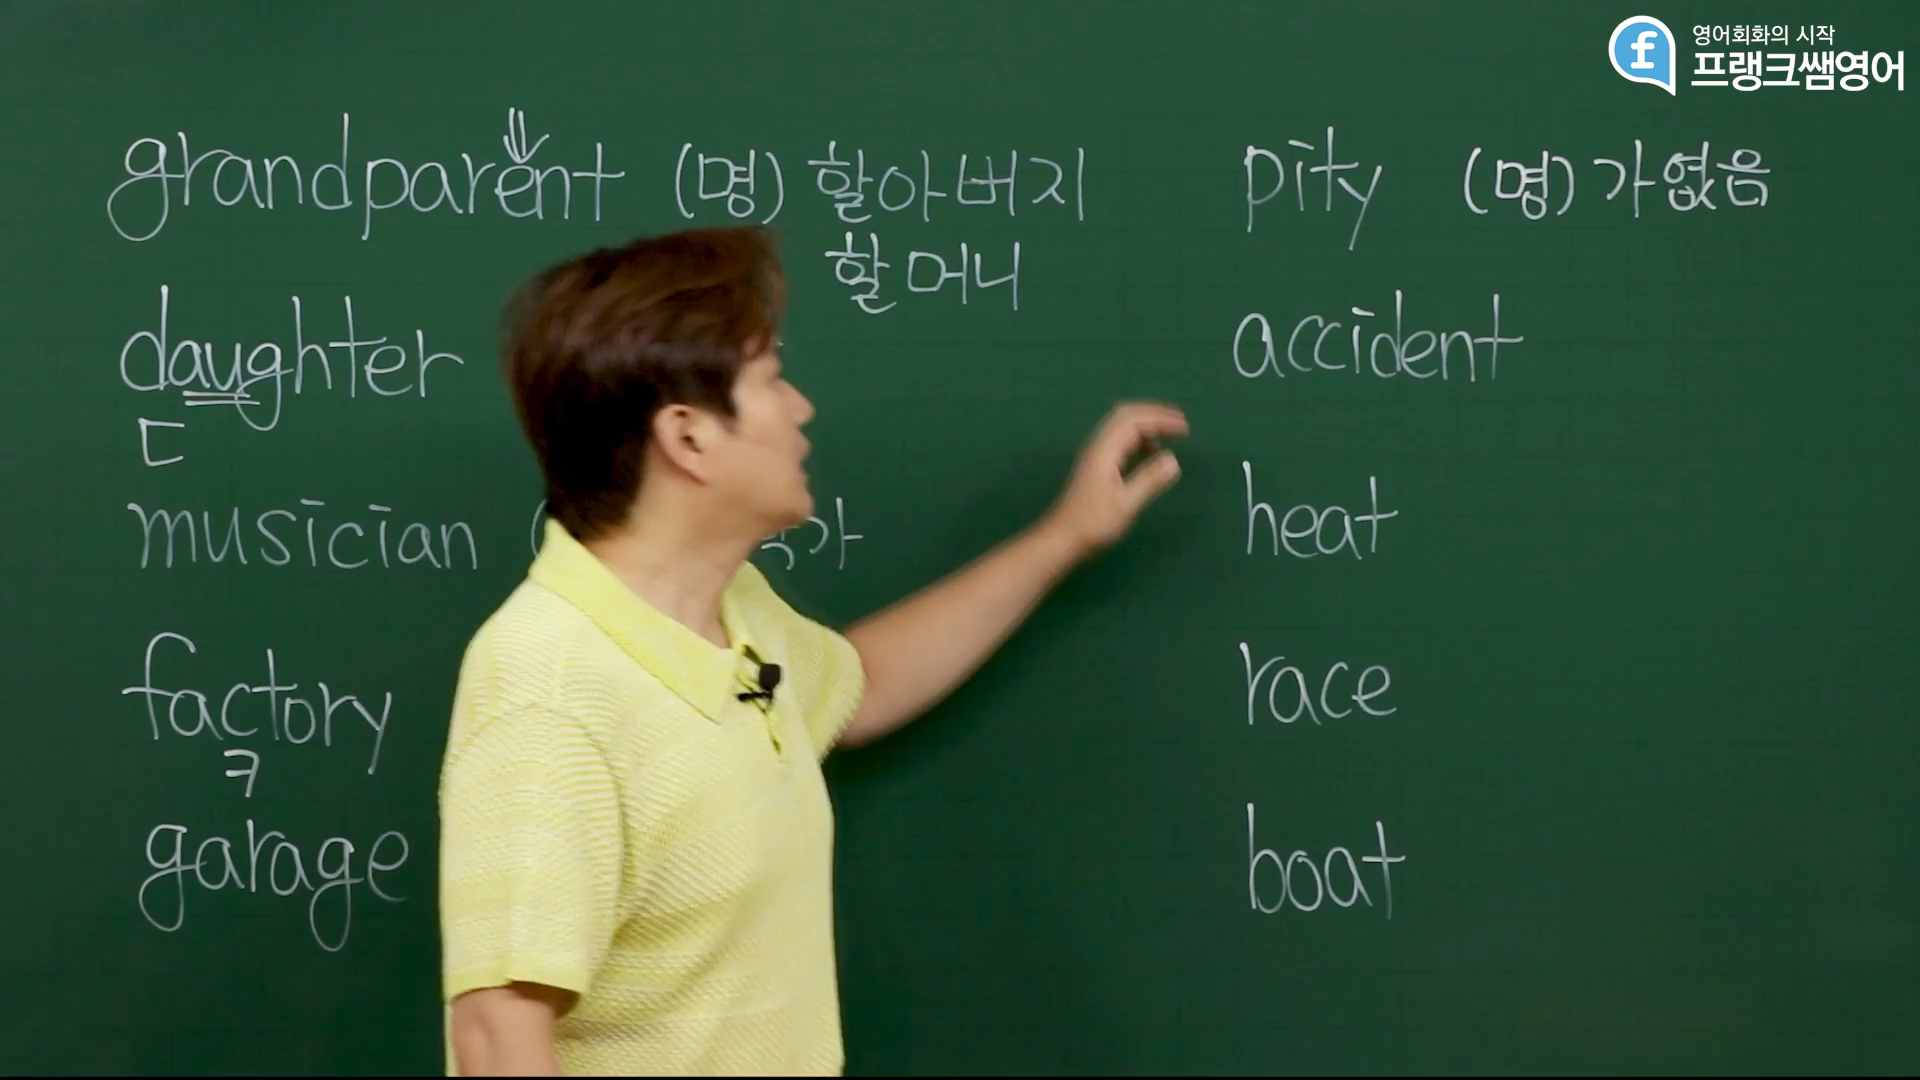 영어회화의 시작
프랭크쌤영어
grandparent (명) 할아버지
할머니
daughter
ㄷ
musician
factory
ㅋ
garage
pity (명) 가엾음
accident
heat
race
boat